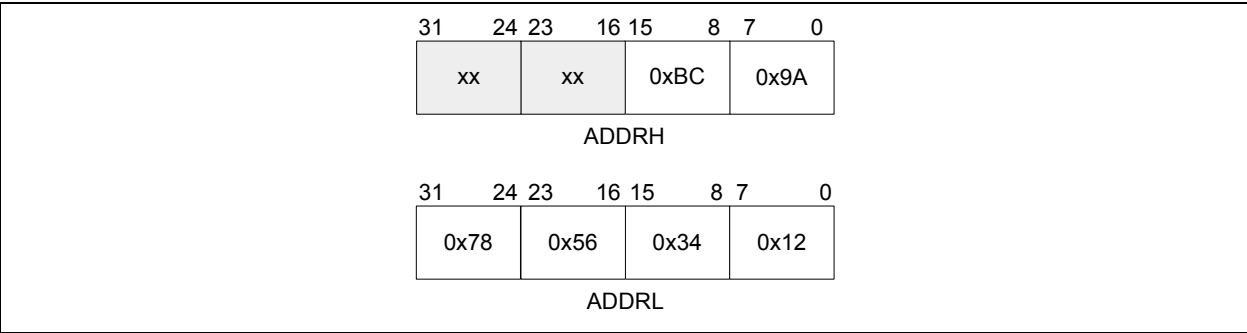 31 24 23 16 15 8 7 0
xx xx 0xBC 0x9A
ADDRH
31 24 23 16 15 8 7 0
0x78 0x56 0x34 0x12
ADDRL